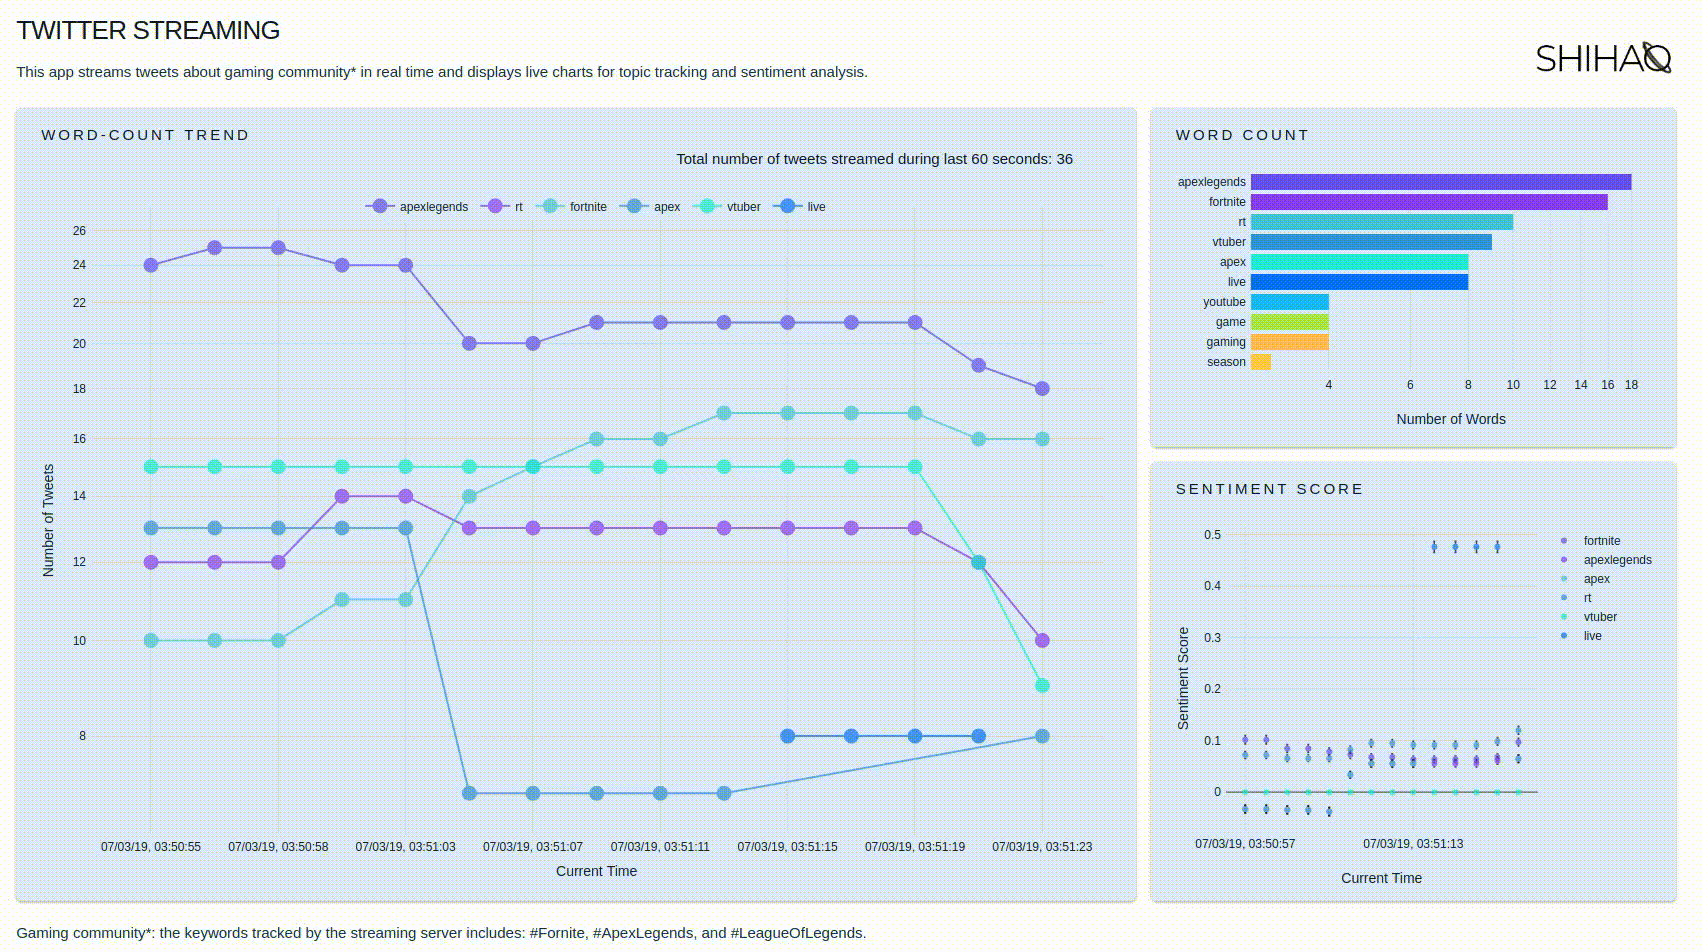 TWITTER STREAMING
This app streams tweets about gaming community* in real time and displays live charts for topic tracking and sentiment analysis.
SHIHAO
WORD-COUNT TREND
Total number of tweets streamed during last 60 seconds: 36
apexlegends rt fortnite apex vtuber live
26
24
22
20
18
16
14
12
10
8
Number of Tweets
07/03/19, 03:50:55 07/03/19, 03:50:58 07/03/19, 03:51:03 07/03/19, 03:51:07 07/03/19, 03:51:11 07/03/19, 03:51:15 07/03/19, 03:51:19 07/03/19, 03:51:23
Current Time
WORD COUNT
apexlegends
fortnite
rt
vtuber
apex
live
youtube
game
gaming
season
4 6 8 10 12 14 16 18
Number of Words
SENTIMENT SCORE
0.5
0.4
0.3
0.2
0.1
0
Sentiment Score
fortnite
apexlegends
apex
rt
vtuber
live
07/03/19, 03:50:57 07/03/19, 03:51:13
Current Time
Gaming community*: the keywords tracked by the streaming server includes: #Fornite, #ApexLegends, and #LeagueOfLegends.